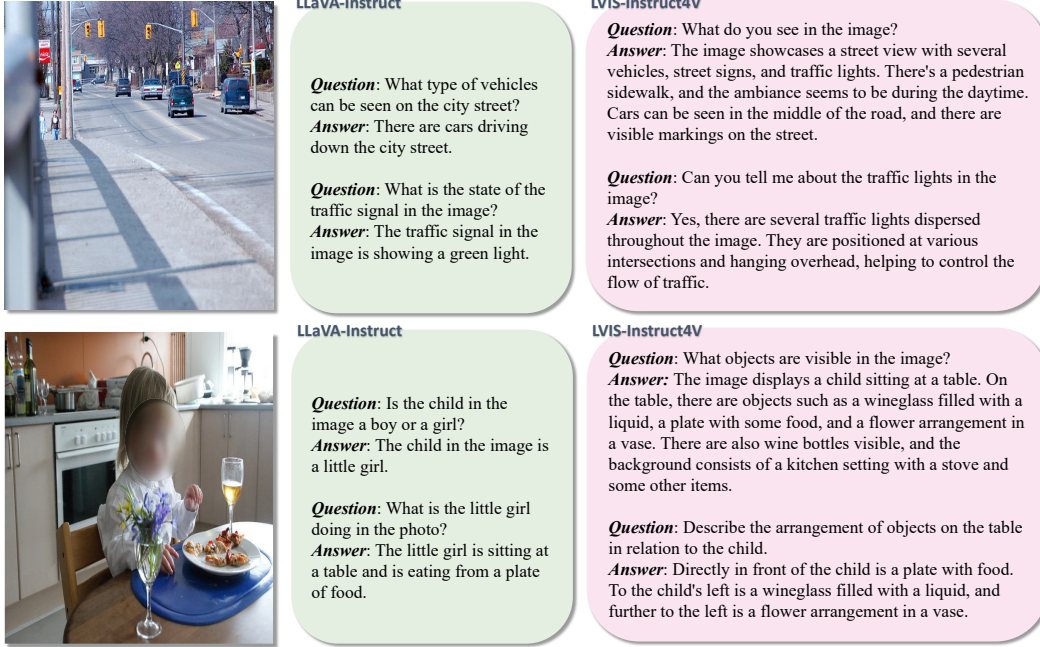 LLaVA-Instruct
Question: What type of vehicles
can be seen on the city street?
Answer: There are cars driving
down the city street.
Question: What is the state of the
traffic signal in the image?
Answer: The traffic signal in the
image is showing a green light.
LVIS-Instruct4V
Question: What do you see in the image?
Answer: The image showcases a street view with several
vehicles, street signs, and traffic lights. There's a pedestrian
sidewalk, and the ambiance seems to be during the daytime.
Cars can be seen in the middle of the road, and there are
visible markings on the street.
Question: Can you tell me about the traffic lights in the
image?
Answer: Yes, there are several traffic lights dispersed
throughout the image. They are positioned at various
intersections and hanging overhead, helping to control the
flow of traffic.
LLaVA-Instruct
Question: Is the child in the
image a boy or a girl?
Answer: The child in the image is
a little girl.
Question: What is the little girl
doing in the photo?
Answer: The little girl is sitting at
a table and is eating from a plate
of food.
LVIS-Instruct4V
Question: What objects are visible in the image?
Answer: The image displays a child sitting at a table. On
the table, there are objects such as a wineglass filled with a
liquid, a plate with some food, and a flower arrangement in
a vase. There are also wine bottles visible, and the
background consists of a kitchen setting with a stove and
some other items.
Question: Describe the arrangement of objects on the table
in relation to the child.
Answer: Directly in front of the child is a plate with food.
To the child's left is a wineglass filled with a liquid, and
further to the left is a flower arrangement in a vase.